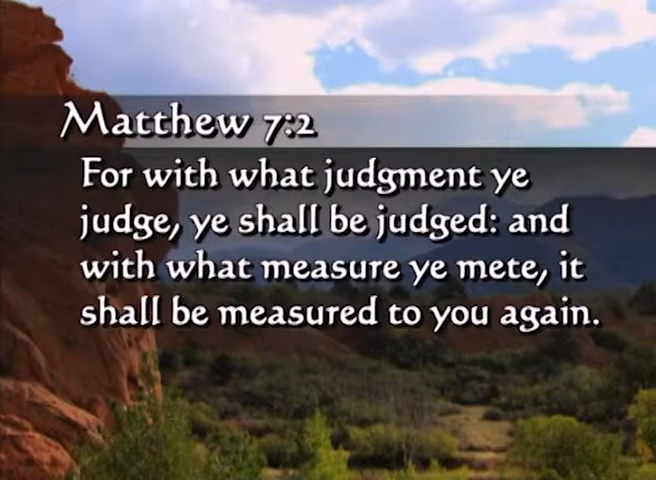 Matthew 7:2
For with what judgment ye
judge, ye shall be judged: and
with what measure ye mete, it
shall be measured to you again.